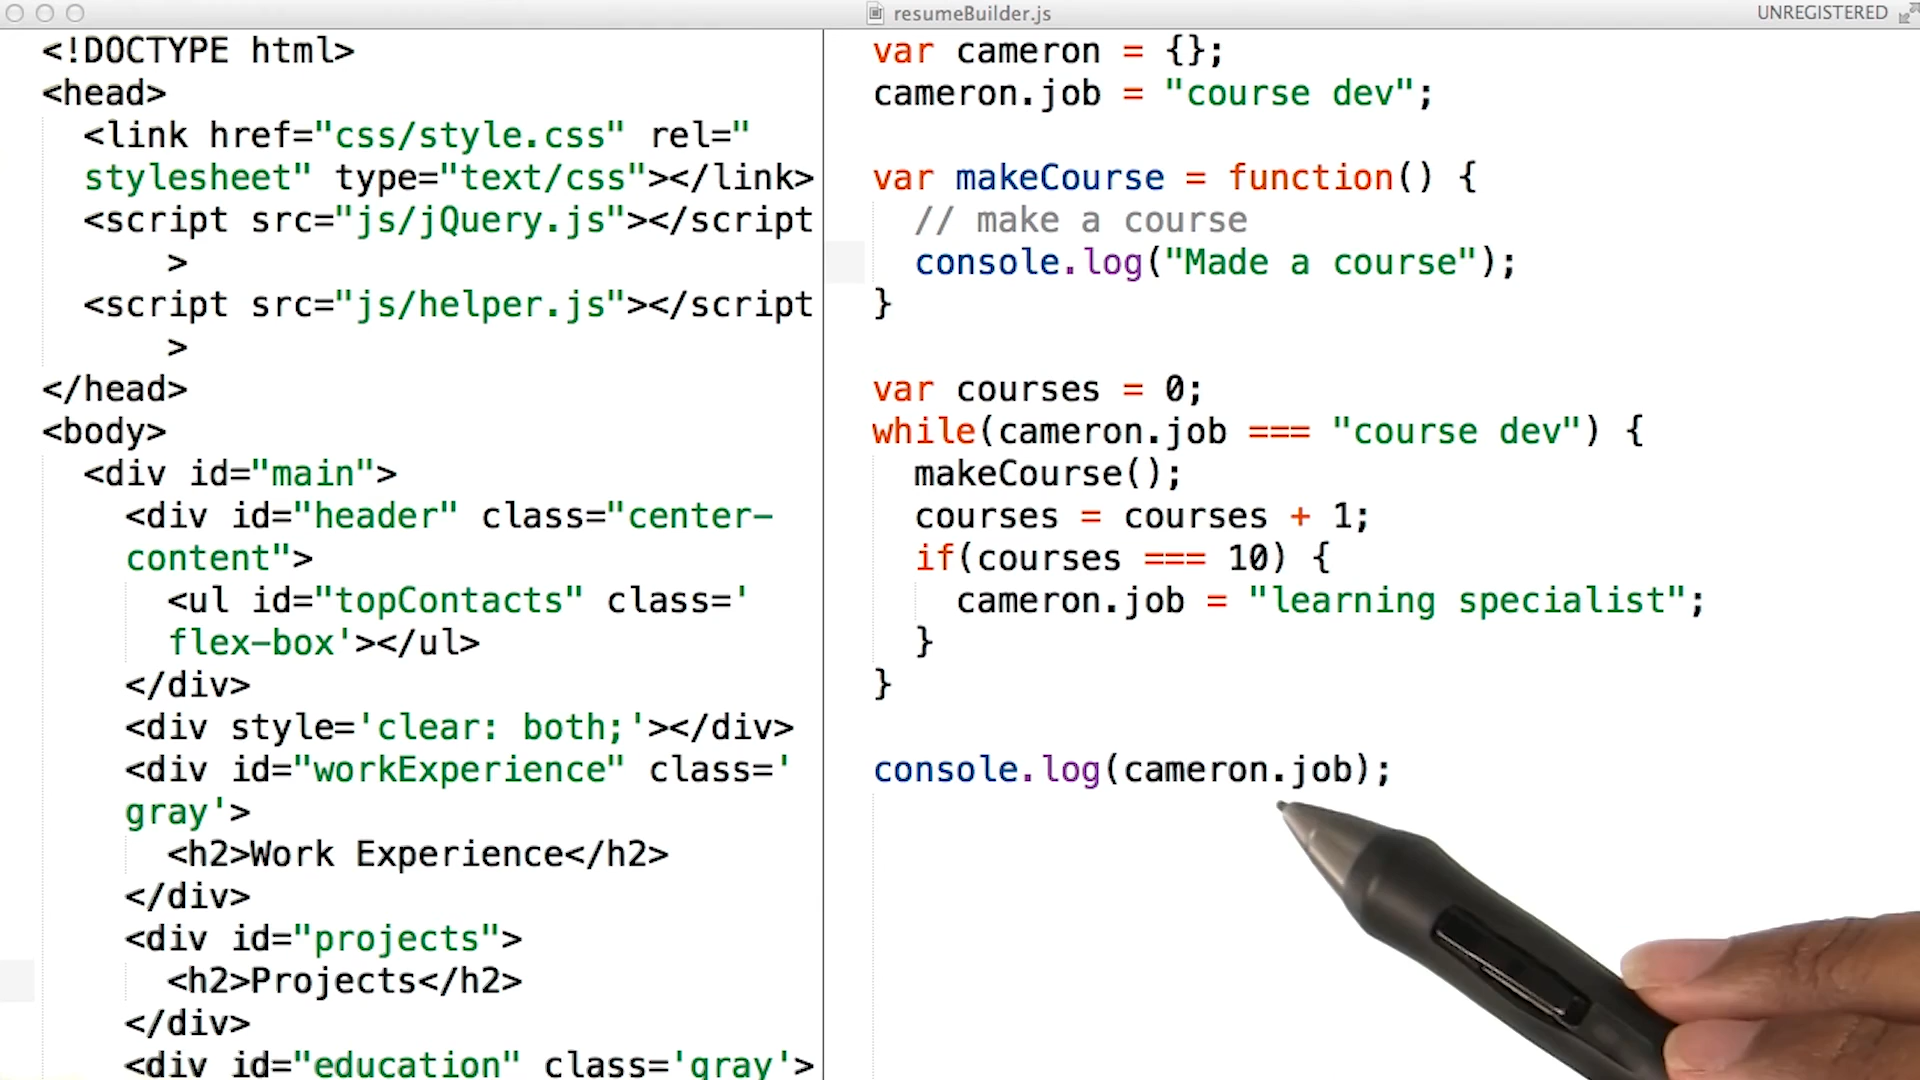 resumeBuilder.js
UNREGISTERED
<!DOCTYPE html>
<head>
<link href="css/style.css" rel="
stylesheet" type="text/css"></link>
<script src="js/jQuery.js"></script
>
<script src="js/helper.js"></script
>
</head>
<body>
<div id="main">
<div id="header" class="center-
content">
<ul id="topContacts" class='
flex-box'></ul>
</div>
<div style='clear: both;'></div>
<div id="workExperience" class='
gray'>
<h2>Work Experience</h2>
</div>
<div id="projects">
<h2>Projects</h2>
</div>
<div id="education" class='gray'>
var cameron = {};
cameron.job = "course dev";
var makeCourse = function() {
// make a course
console.log("Made a course");
}
var courses = 0;
while(cameron.job === "course dev") {
makeCourse();
courses = courses + 1;
if(courses === 10) {
cameron.job = "learning specialist";
}
}
console.log(cameron.job);